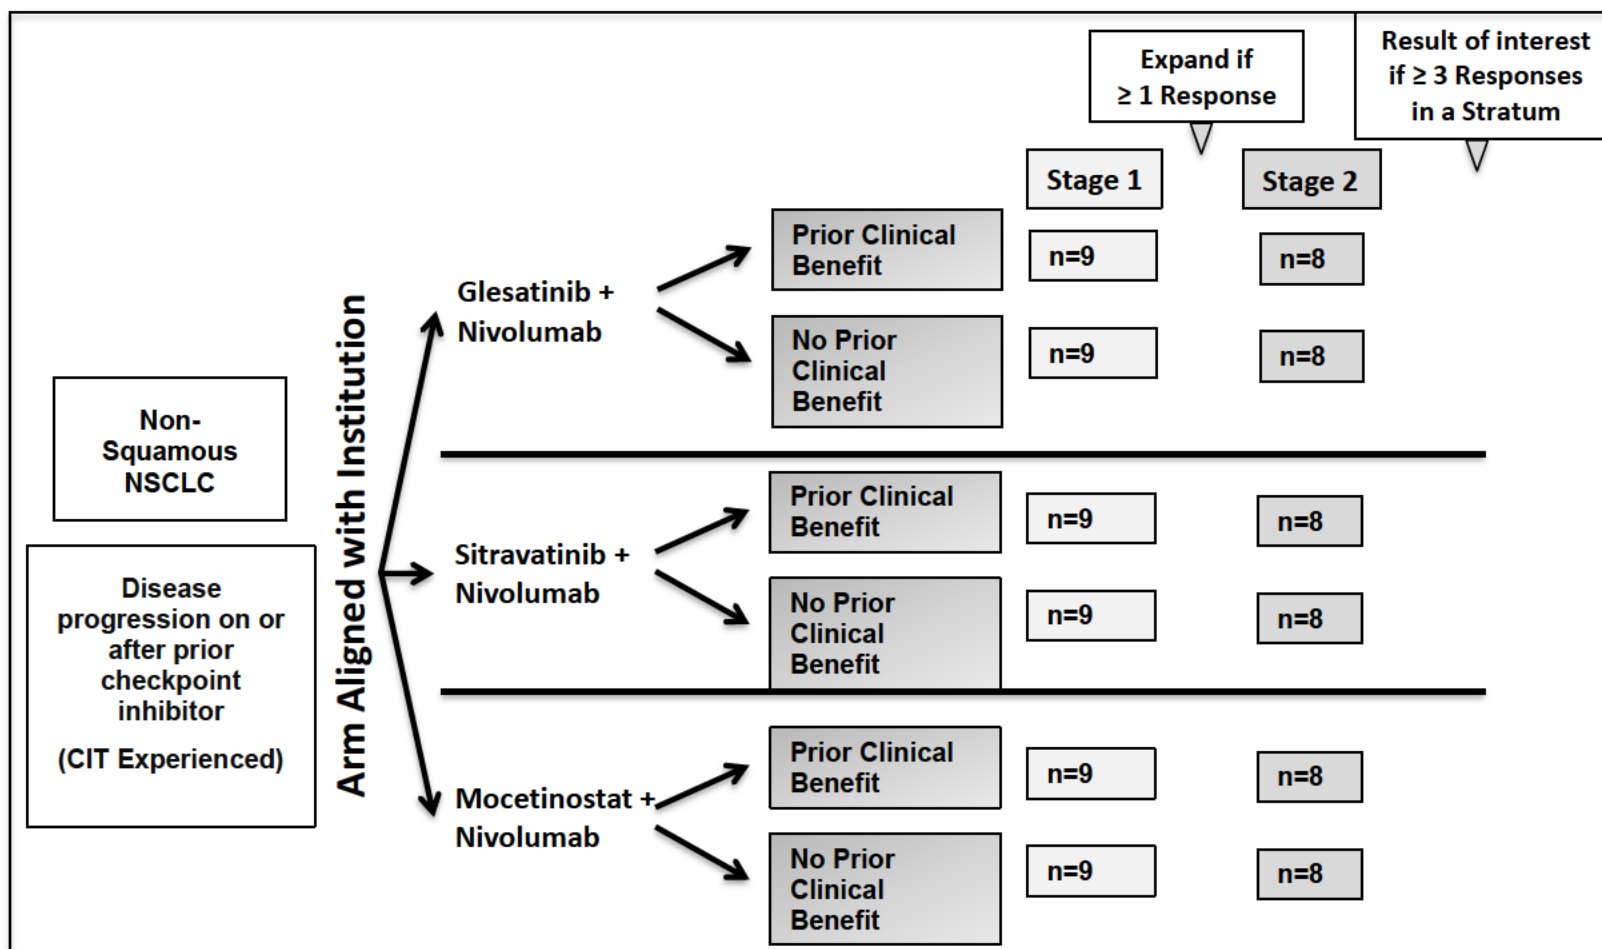 Expand if
≥ 1 Response
Result of interest
if ≥ 3 Responses
in a Stratum
Stage 1
Stage 2
Non-
Squamous
NSCLC
Disease
progression on or
after prior
checkpoint
inhibitor
(CIT Experienced)
Arm Aligned with Institution
Glesatinib +
Nivolumab
Prior Clinical
Benefit
n=9
n=8
No Prior
Clinical
Benefit
n=9
n=8
Sitravatinib +
Nivolumab
Prior Clinical
Benefit
n=9
n=8
No Prior
Clinical
Benefit
n=9
n=8
Mocetinostat +
Nivolumab
Prior Clinical
Benefit
n=9
n=8
No Prior
Clinical
Benefit
n=9
n=8